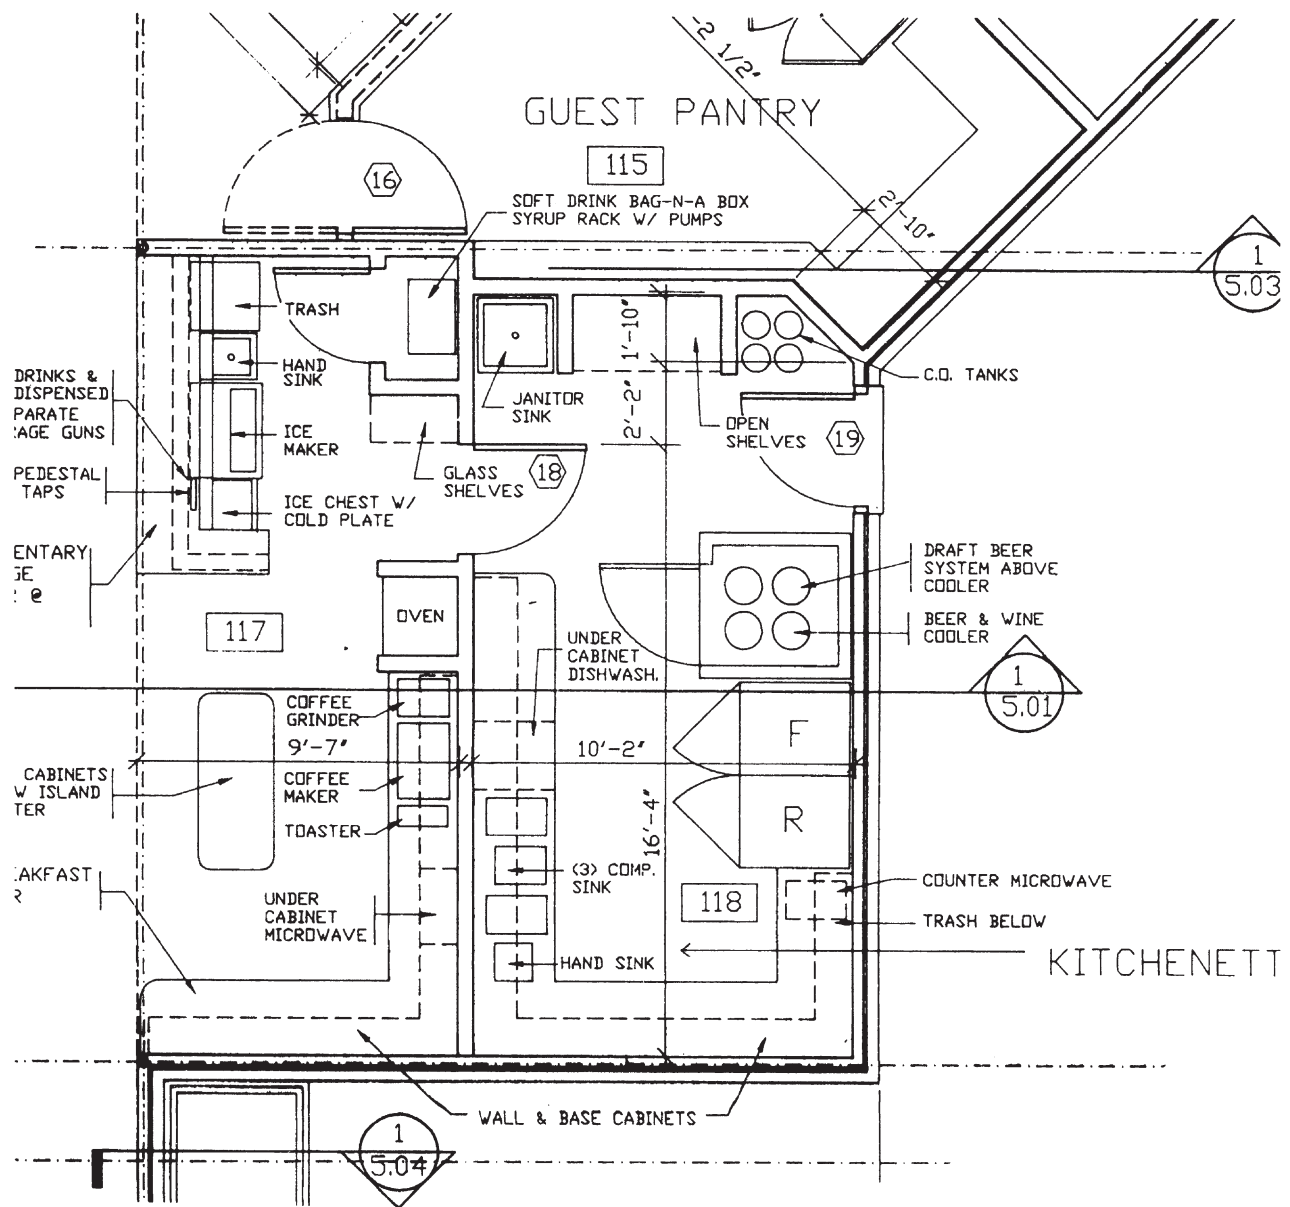 -2 1/2"
GUEST PANTRY
115
16
SOFT DRINK BAG-N-A BOX
SYRUP RACK W/ PUMPS
2'-10"
1
5.03
TRASH
1'-10"
HAND
SINK
C.O. TANKS
DRINKS &
DISPENSED
PARATE
AGE GUNS
JANITOR
SINK
2'-2"
OPEN
SHELVES
19
ICE
MAKER
GLASS
SHELVES
18
PEDESTAL
TAPS
ICE CHEST W/
COLD PLATE
ENTARY
GE
@
DRAFT BEER
SYSTEM ABOVE
COOLER
OVEN
BEER & WINE
COOLER
117
UNDER
CABINET
DISHWASH.
1
5.01
COFFEE
GRINDER
F
9'-7"
10'-2"
CABINETS
W ISLAND
TER
COFFEE
MAKER
TOASTER
R
16'-4"
(3) COMP.
SINK
AKFAST
R
COUNTER MICROWAVE
UNDER
CABINET
MICROWAVE
118
TRASH BELOW
HAND SINK
KITCHENETT
WALL & BASE CABINETS
1
5.04